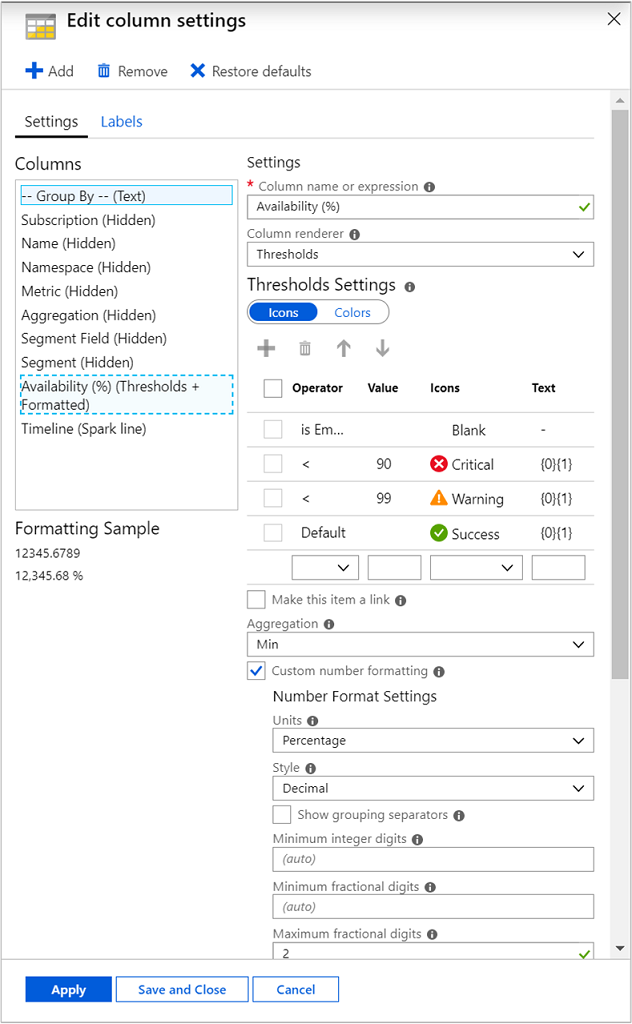 Edit column settings
Add
Remove
Restore defaults
Settings
Labels
Columns
-- Group By -- (Text)
Subscription (Hidden)
Name (Hidden)
Namespace (Hidden)
Metric (Hidden)
Aggregation (Hidden)
Segment Field (Hidden)
Segment (Hidden)
Availability (%) (Thresholds +
Formatted)
Timeline (Spark line)
Formatting Sample
12345.6789
12,345.68 %
Settings
* Column name or expression
Availability (%)
Column renderer
Thresholds
Thresholds Settings
Icons Colors
Operator Value Icons Text
is Em... Blank -
< 90 Critical {0}{1}
< 99 Warning {0}{1}
Default Success {0}{1}
Make this item a link
Aggregation
Min
Custom number formatting
Number Format Settings
Units
Percentage
Style
Decimal
Show grouping separators
Minimum integer digits
(auto)
Minimum fractional digits
(auto)
Maximum fractional digits
2
Apply
Save and Close
Cancel